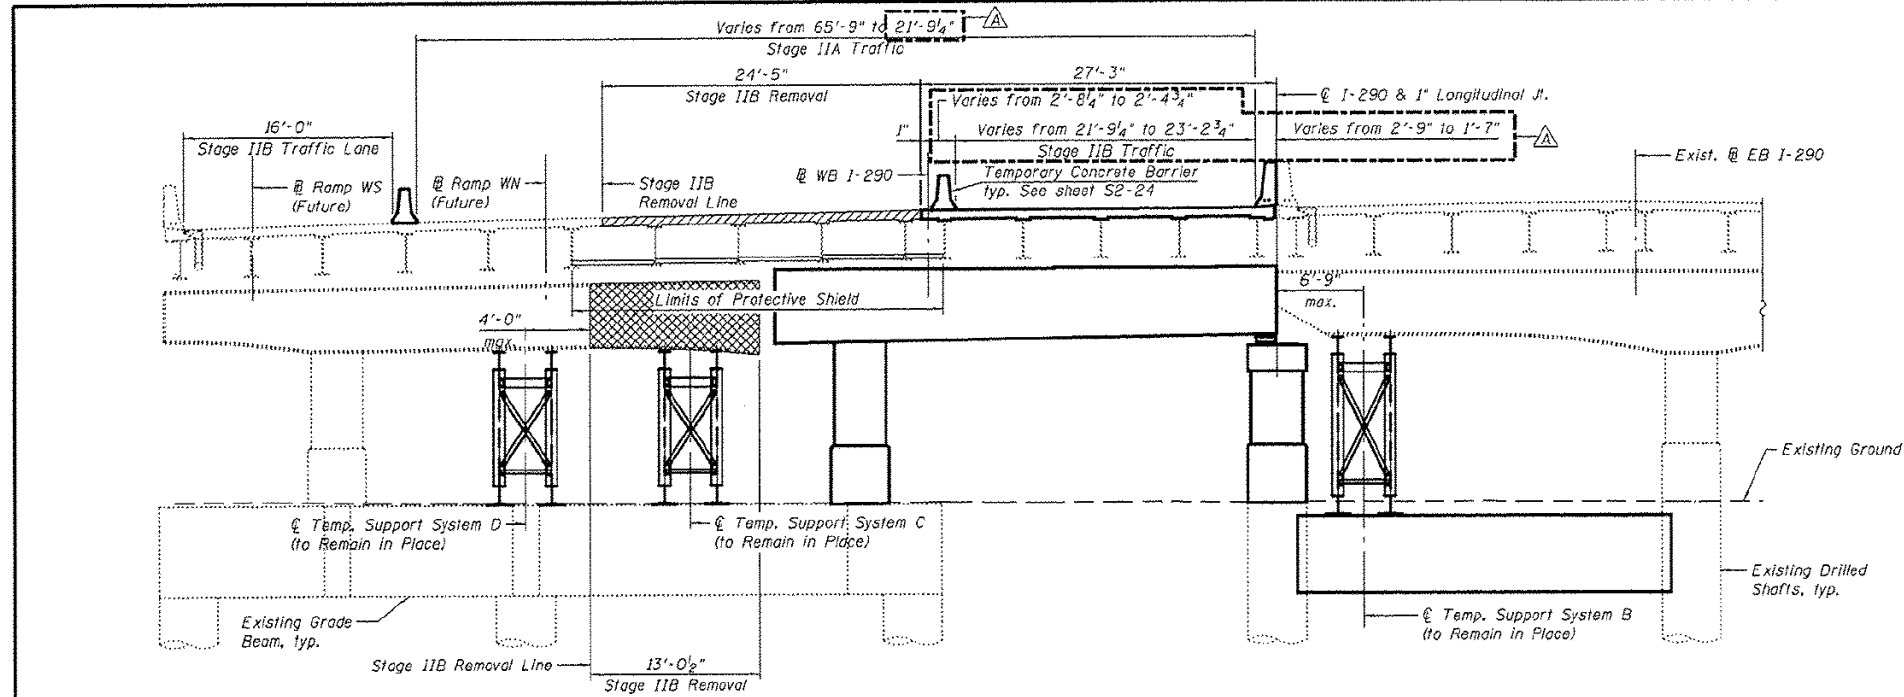 Varies from 65'-9" to 21'-9¼"
A
Stage IIA Traffic
24'-5"
27'-3"
Stage IIB Removal
℄ I-290 & 1" Longitudinal Jt.
Varies from 2'-8¼" to 2'-4¾"
16'-0"
1"
Varies from 21'-9¼" to 23'-2¾"
Varies from 2'-9" to 1'-7"
A
Stage IIB Traffic Lane
Stage IIB Traffic
Exist. ⅊ EB I-290
⅊ Ramp WS
(Future)
⅊ Ramp WN
(Future)
Stage IIB
Removal Line
⅊ WB I-290
Temporary Concrete Barrier
typ. See sheet S2-24
6'-9"
max.
Limits of Protective Shield
4'-0"
max.
Existing Ground
℄ Temp. Support System D
(to Remain in Place)
℄ Temp. Support System C
(to Remain in Place)
Existing Drilled
Shafts, typ.
℄ Temp. Support System B
(to Remain in Place)
Existing Grade
Beam, typ.
Stage IIB Removal Line
13'-0½"
Stage IIB Removal